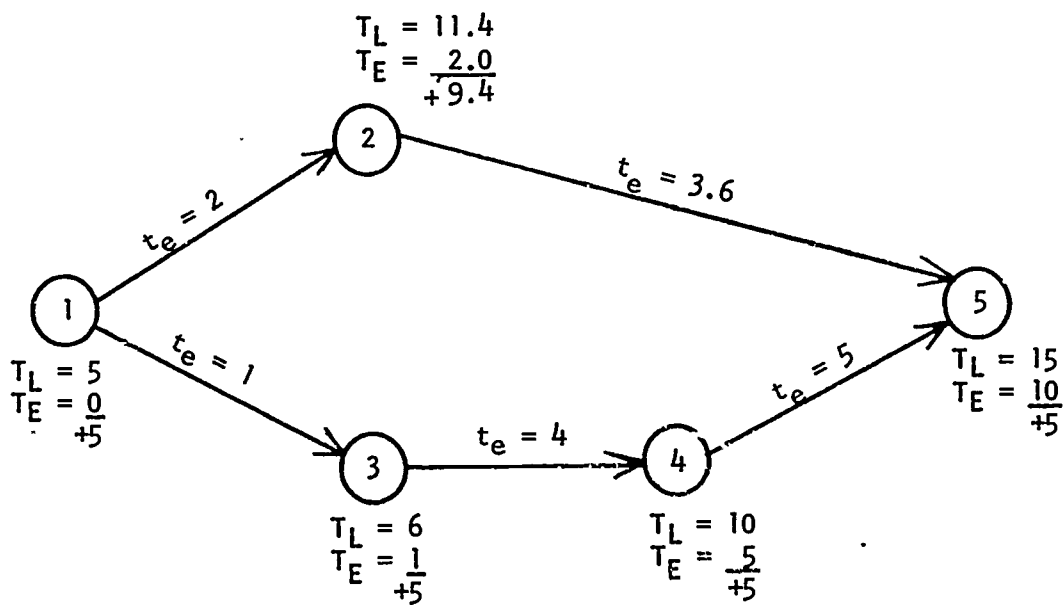 T_L = 11.4
T_E = 2.0
+9.4
2
t_e = 3.6
t_e = 2
1
5
t_e = 1
T_L = 5
T_E = 0
+5
t_e = 5
T_L = 15
T_E = 10
+5
3
t_e = 4
4
T_L = 6
T_E = 1
+5
T_L = 10
T_E = 5
+5